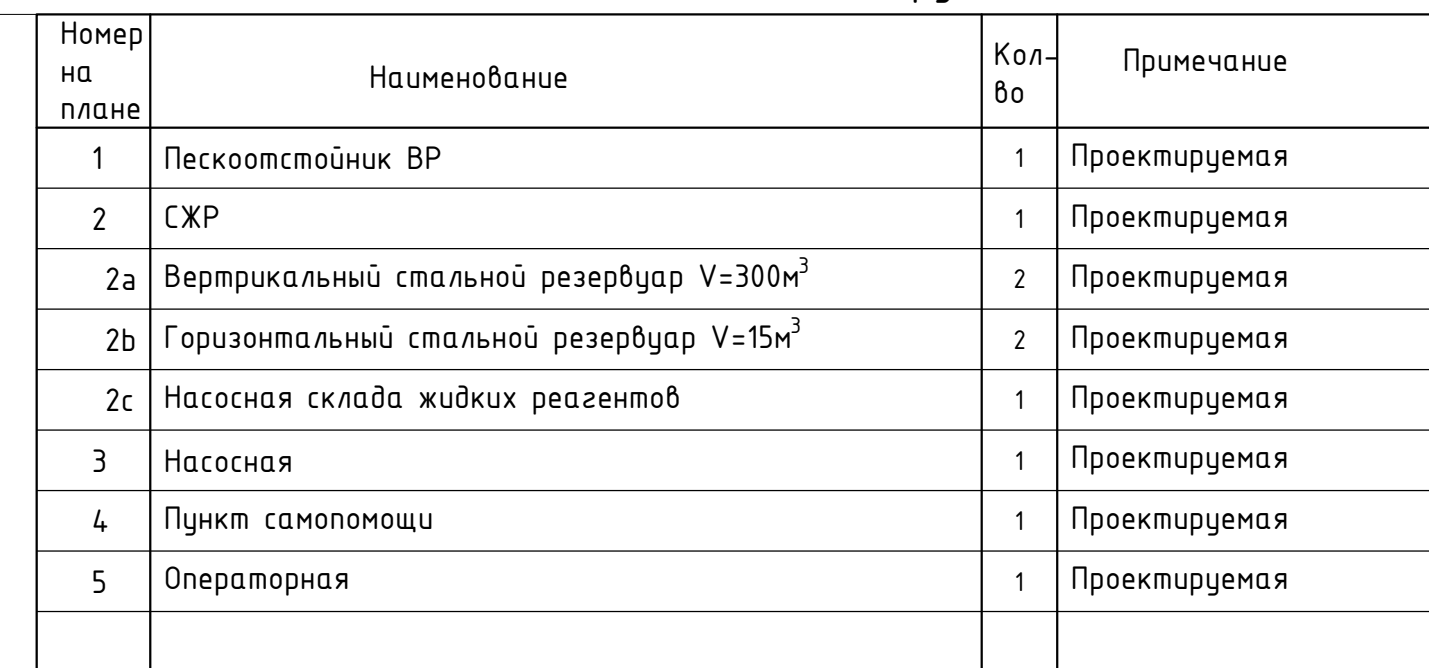 Номер на плане Наименование Кол-во Примечание
1 Пескоотстойник ВР 1 Проектируемая
2 СЖР 1 Проектируемая
2a Вертрикальный стальной резервуар V=300м³ 2 Проектируемая
2b Горизонтальный стальной резервуар V=15м³ 2 Проектируемая
2c Насосная склада жидких реагентов 1 Проектируемая
3 Насосная 1 Проектируемая
4 Пункт самопомощи 1 Проектируемая
5 Операторная 1 Проектируемая